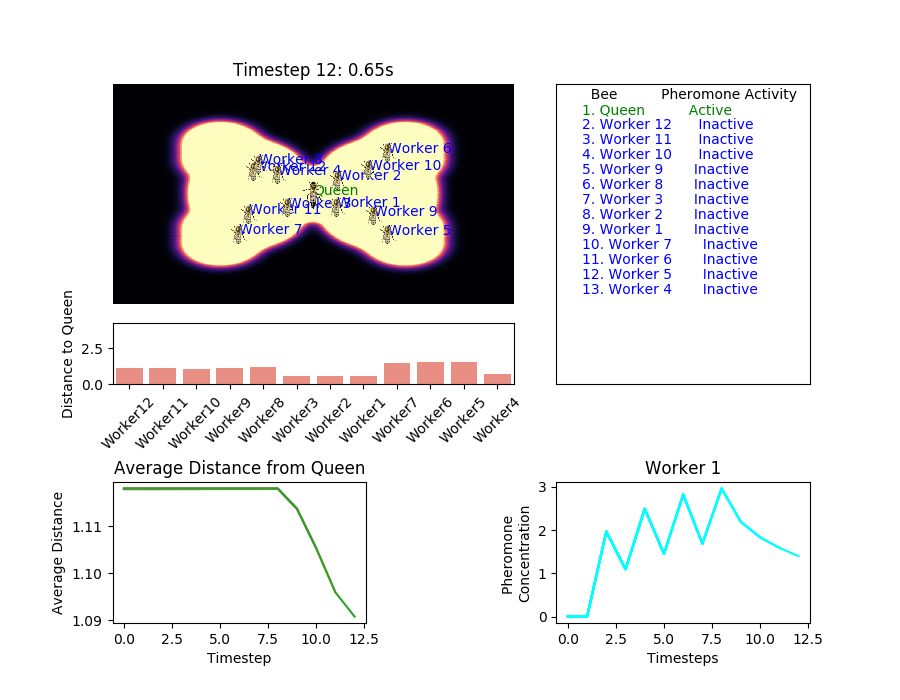 Timestep 12: 0.65s
Worker 6
Worker 10
Worker 4
Worker 2
Queen
Worker 1
Worker 11
Worker 9
Worker 7
Worker 5
Bee Pheromone Activity
1. Queen Active
2. Worker 12 Inactive
3. Worker 11 Inactive
4. Worker 10 Inactive
5. Worker 9 Inactive
6. Worker 8 Inactive
7. Worker 3 Inactive
8. Worker 2 Inactive
9. Worker 1 Inactive
10. Worker 7 Inactive
11. Worker 6 Inactive
12. Worker 5 Inactive
13. Worker 4 Inactive
Distance to Queen
2.5
0.0
Worker12
Worker11
Worker10
Worker9
Worker8
Worker3
Worker2
Worker1
Worker7
Worker6
Worker5
Worker4
Average Distance from Queen
Average Distance
1.11
1.10
1.09
0.0 2.5 5.0 7.5 10.0 12.5
Timestep
Worker 1
Pheromone
Concentration
3
2
1
0
0.0 2.5 5.0 7.5 10.0 12.5
Timesteps